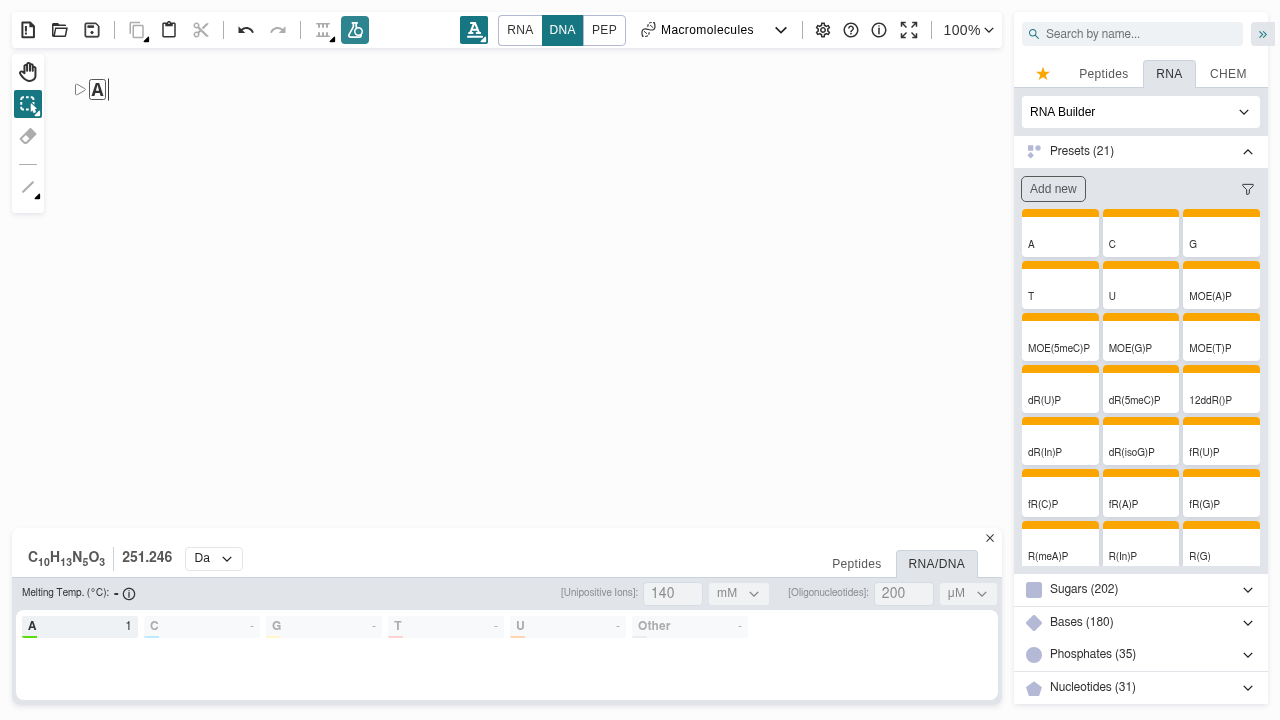 A RNA DNA PEP Macromolecules 100%
Search by name...
Peptides RNA CHEM
RNA Builder
Presets (21)
Add new
A C G
T U MOE(A)P
MOE(5meC)P MOE(G)P MOE(T)P
dR(U)P dR(5meC)P 12ddR()P
dR(In)P dR(isoG)P fR(U)P
fR(C)P fR(A)P fR(G)P
R(meA)P R(In)P R(G)
Sugars (202)
Bases (180)
Phosphates (35)
Nucleotides (31)
A
C₁₀H₁₃N₅O₃ 251.246 Da
Peptides RNA/DNA
Melting Temp. (°C): - [Unipositive Ions]: 140 mM [Oligonucleotides]: 200 µM
A 1 C - G - T - U - Other -